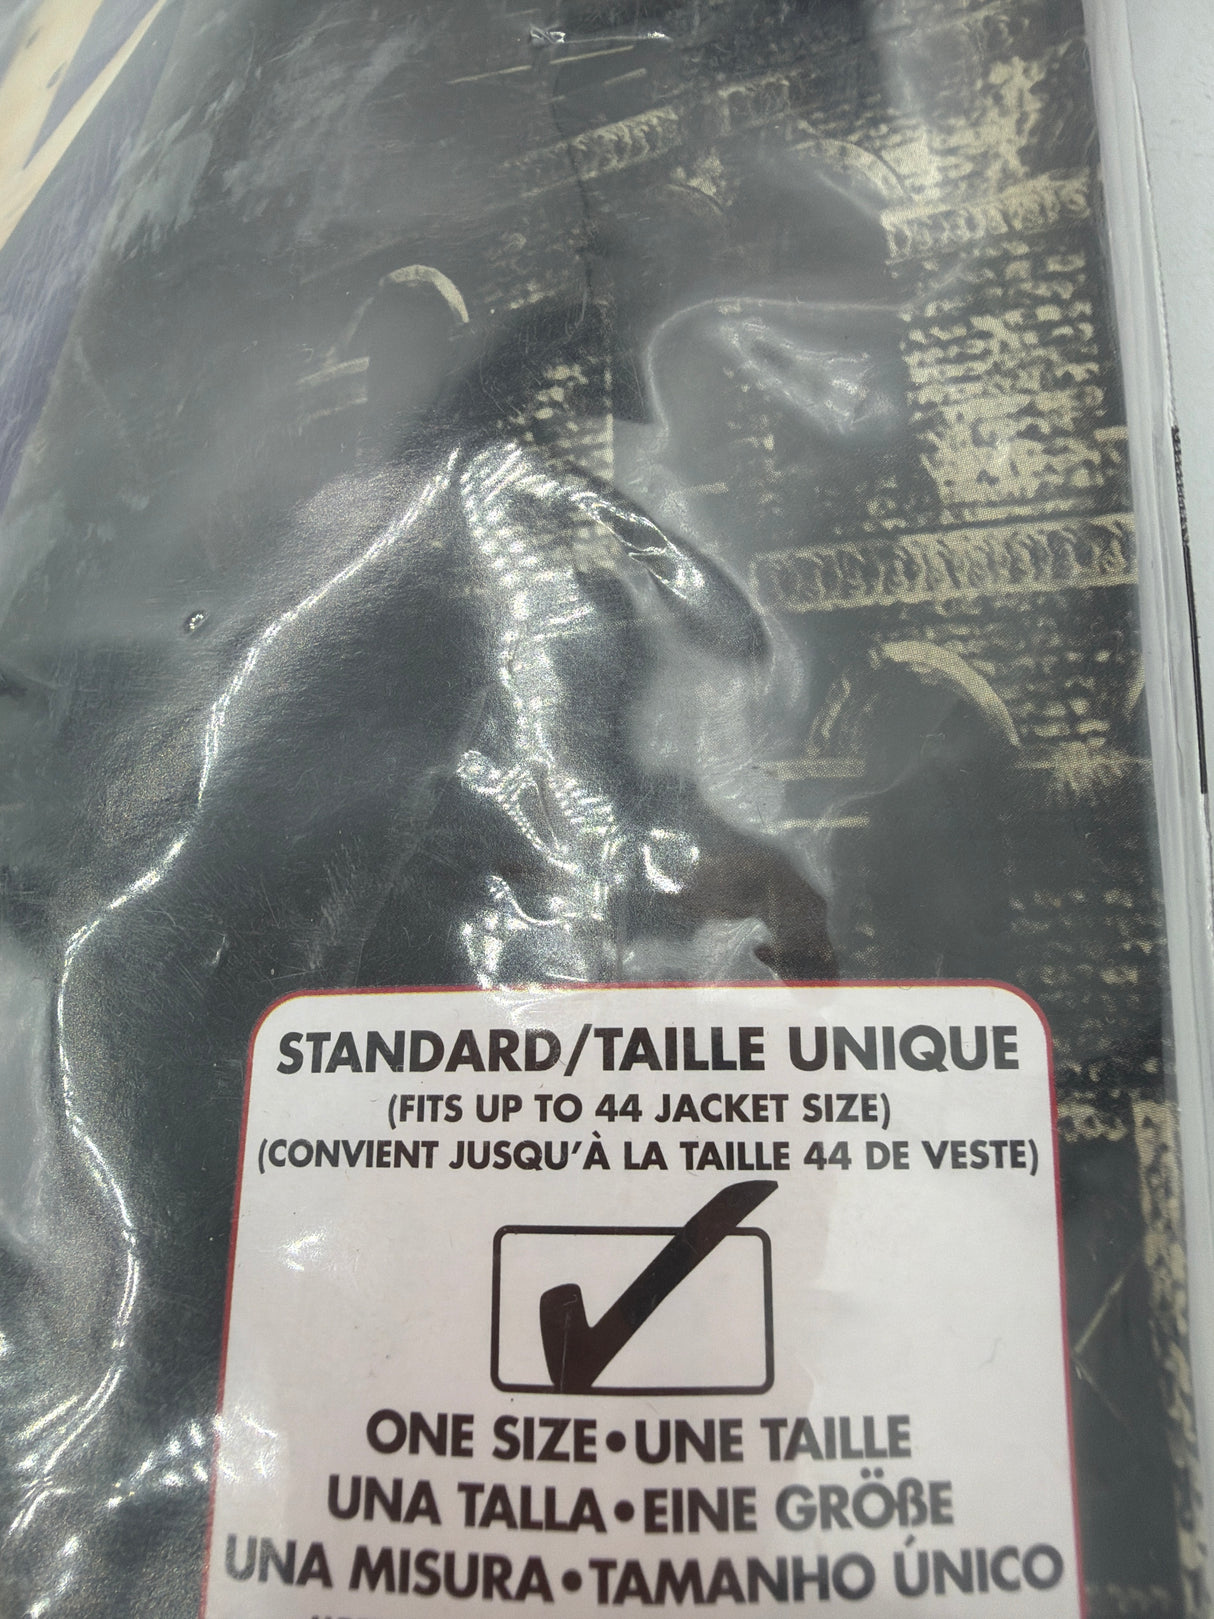 STANDARD/TAILLE UNIQUE
(FITS UP TO 44 JACKET SIZE)
(CONVIENT JUSQU'À LA TAILLE 44 DE VESTE)
ONE SIZE•UNE TAILLE
UNA TALLA•EINE GRÖßE
UNA MISURA•TAMANHO ÚNICO